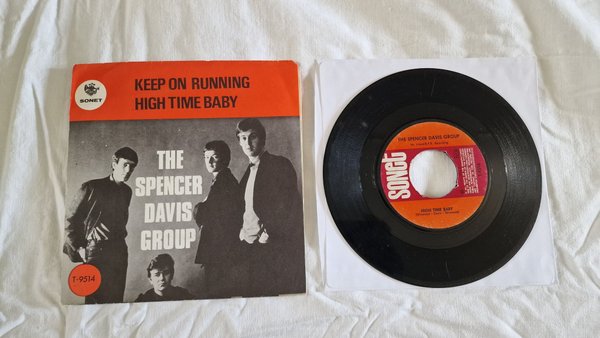 SONET
KEEP ON RUNNING
HIGH TIME BABY
THE
SPENCER
DAVIS
GROUP
T-9514
THE SPENCER DAVIS GROUP
SONET
HIGH TIME BABY